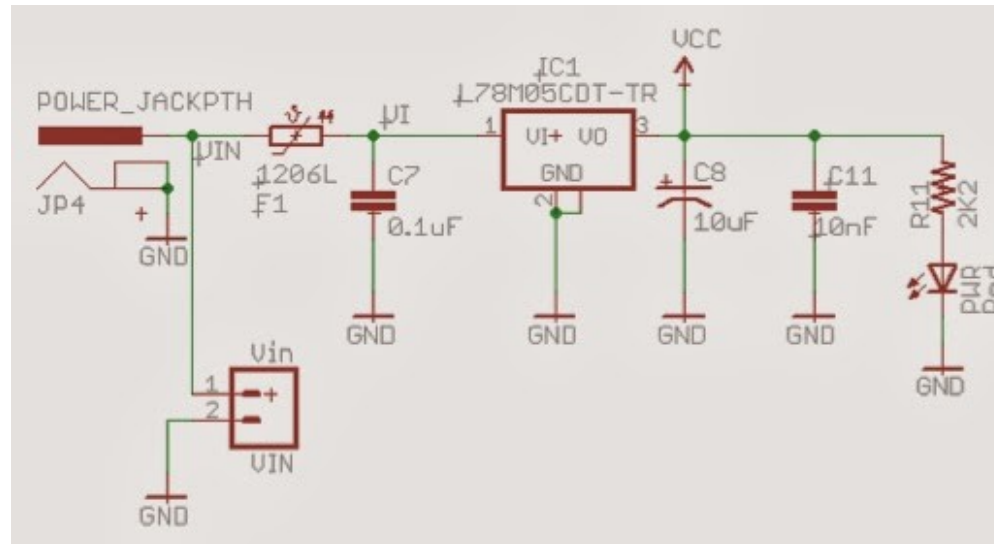 VCC
IC1
L78M05CDT-TR
POWER_JACKPTH
VI
1
VI+ VO
3
VIN
GND
1206L
F1
C7
0.1uF
2
C8
10uF
C11
10nF
R11
2K2
JP4
+
GND
+
GND
GND
GND
GND
PWR
Red
GND
Vin
1
+
2
VIN
GND